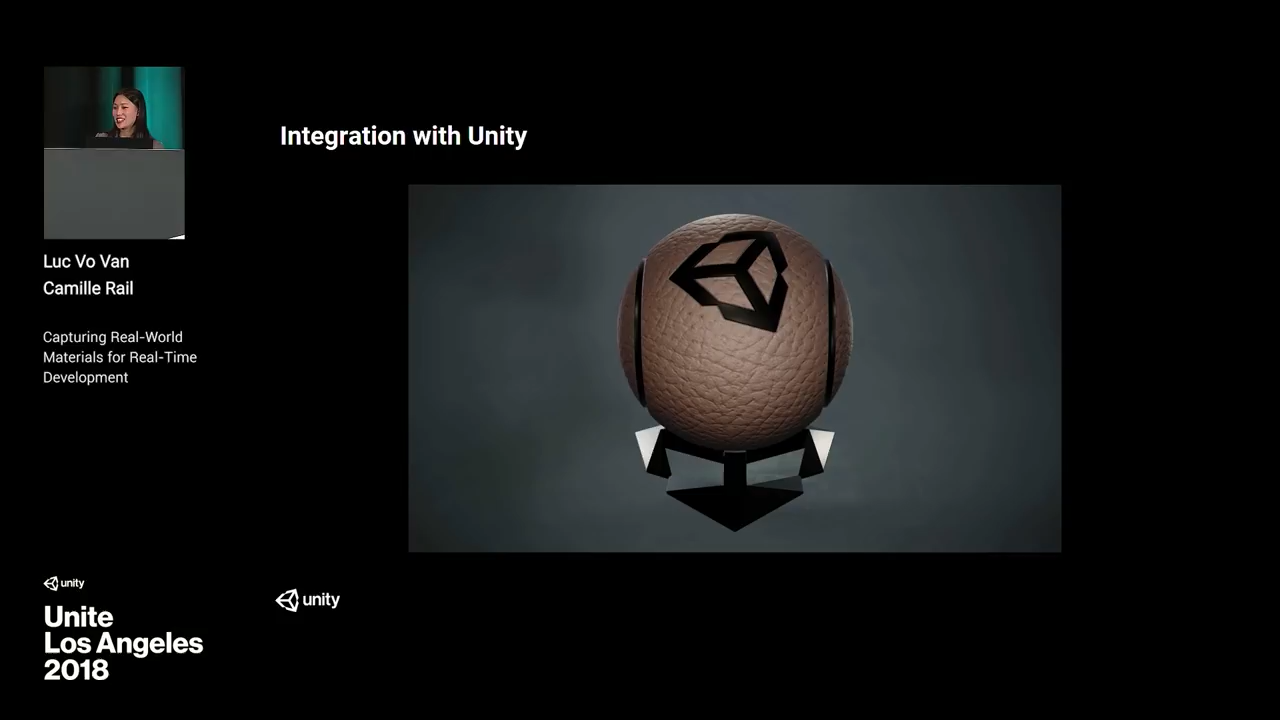 Integration with Unity
Luc Vo Van
Camille Rail
Capturing Real-World
Materials for Real-Time
Development
unity
Unite
Los Angeles
2018
unity